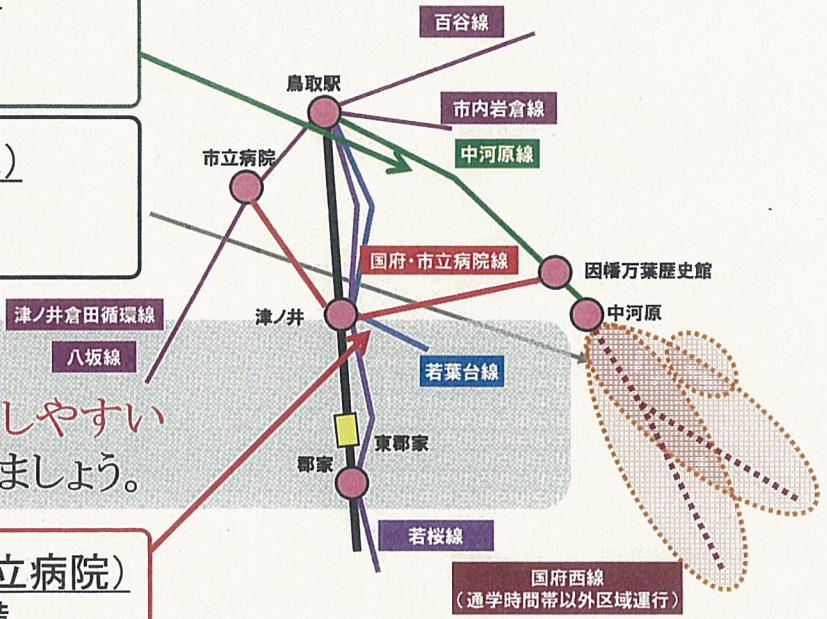 百谷線
鳥取駅
市内岩倉線
中河原線
市立病院
国府・市立病院線
因幡万葉歴史館
津ノ井倉田循環線
津ノ井
中河原
八坂線
若葉台線
しやすい
東郡家
ましょう。
郡家
若桜線
立病院)
国府西線
(通学時間帯以外区域運行)